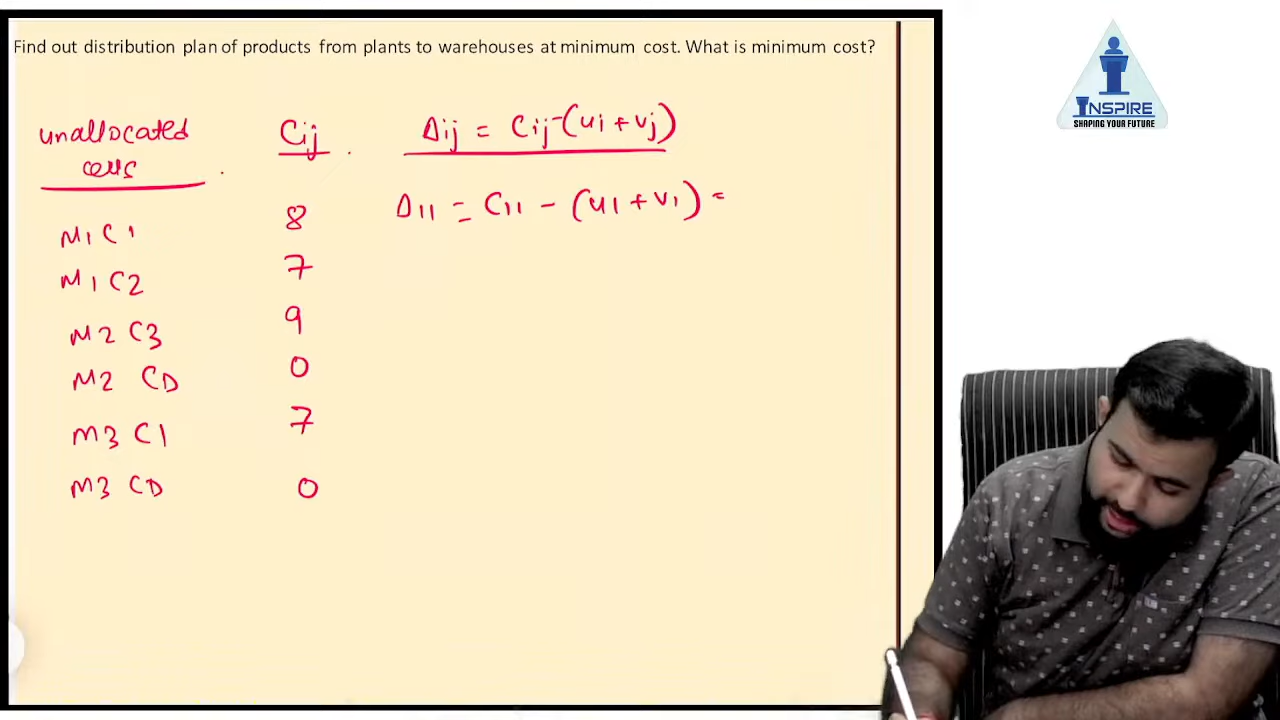 Find out distribution plan of products from plants to warehouses at minimum cost. What is minimum cost?
INSPIRE
SHAPING YOUR FUTURE
unallocated cells Cij Δij = Cij-(ui+vj)
M1 C1 8 Δ11 = C11 - (u1+v1) =
M1 C2 7
M2 C3 9
M2 CD 0
M3 C1 7
M3 CD 0